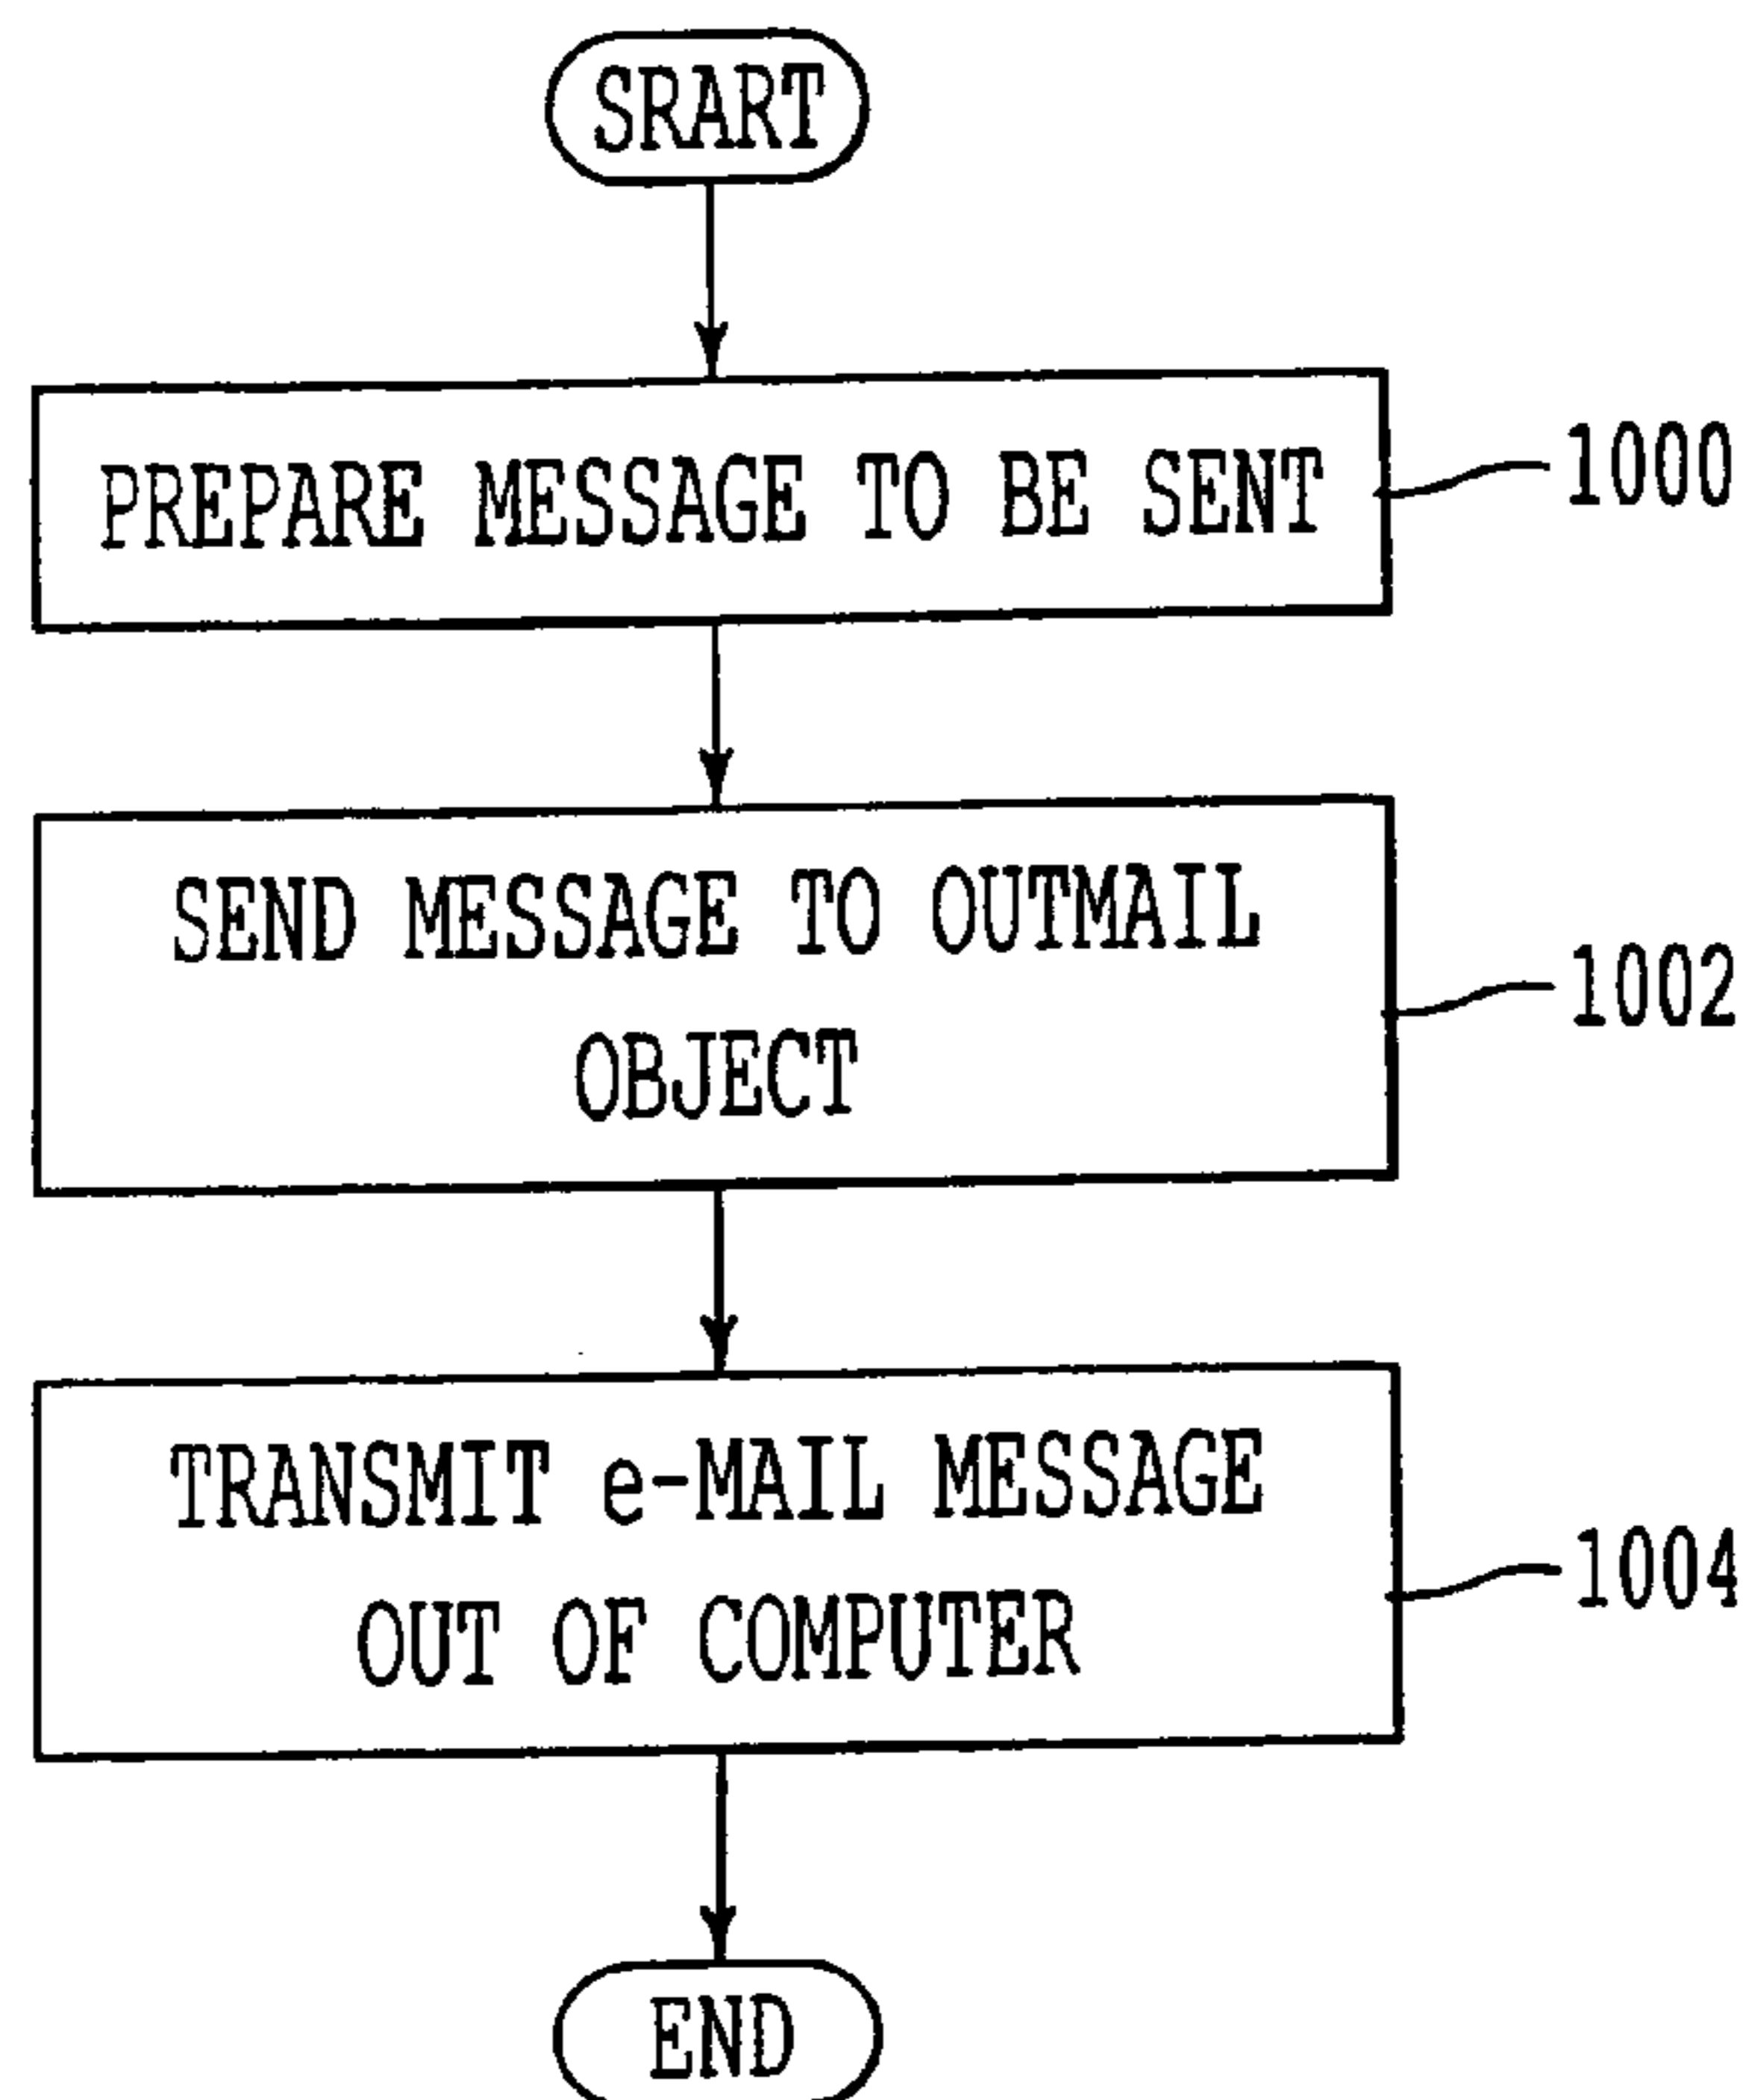 SRART
PREPARE MESSAGE TO BE SENT
1000
SEND MESSAGE TO OUTMAIL
OBJECT
1002
TRANSMIT e-MAIL MESSAGE
OUT OF COMPUTER
1004
END